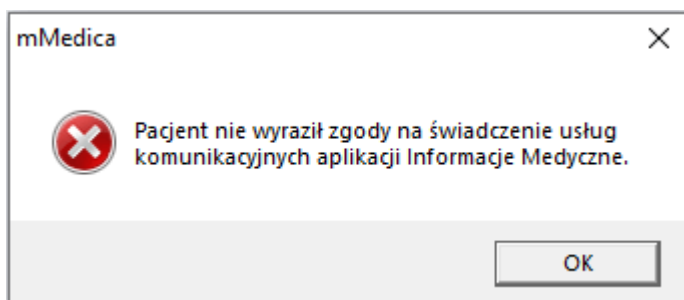 mMedica
Pacjent nie wyraził zgody na świadczenie usług
komunikacyjnych aplikacji Informacje Medyczne.
OK